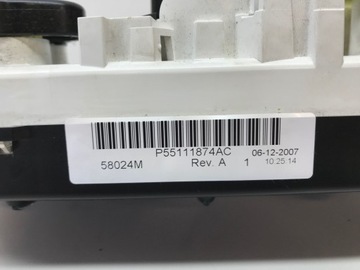 P55111874AC 06-12-2007
58024M Rev. A 1 10:25:14